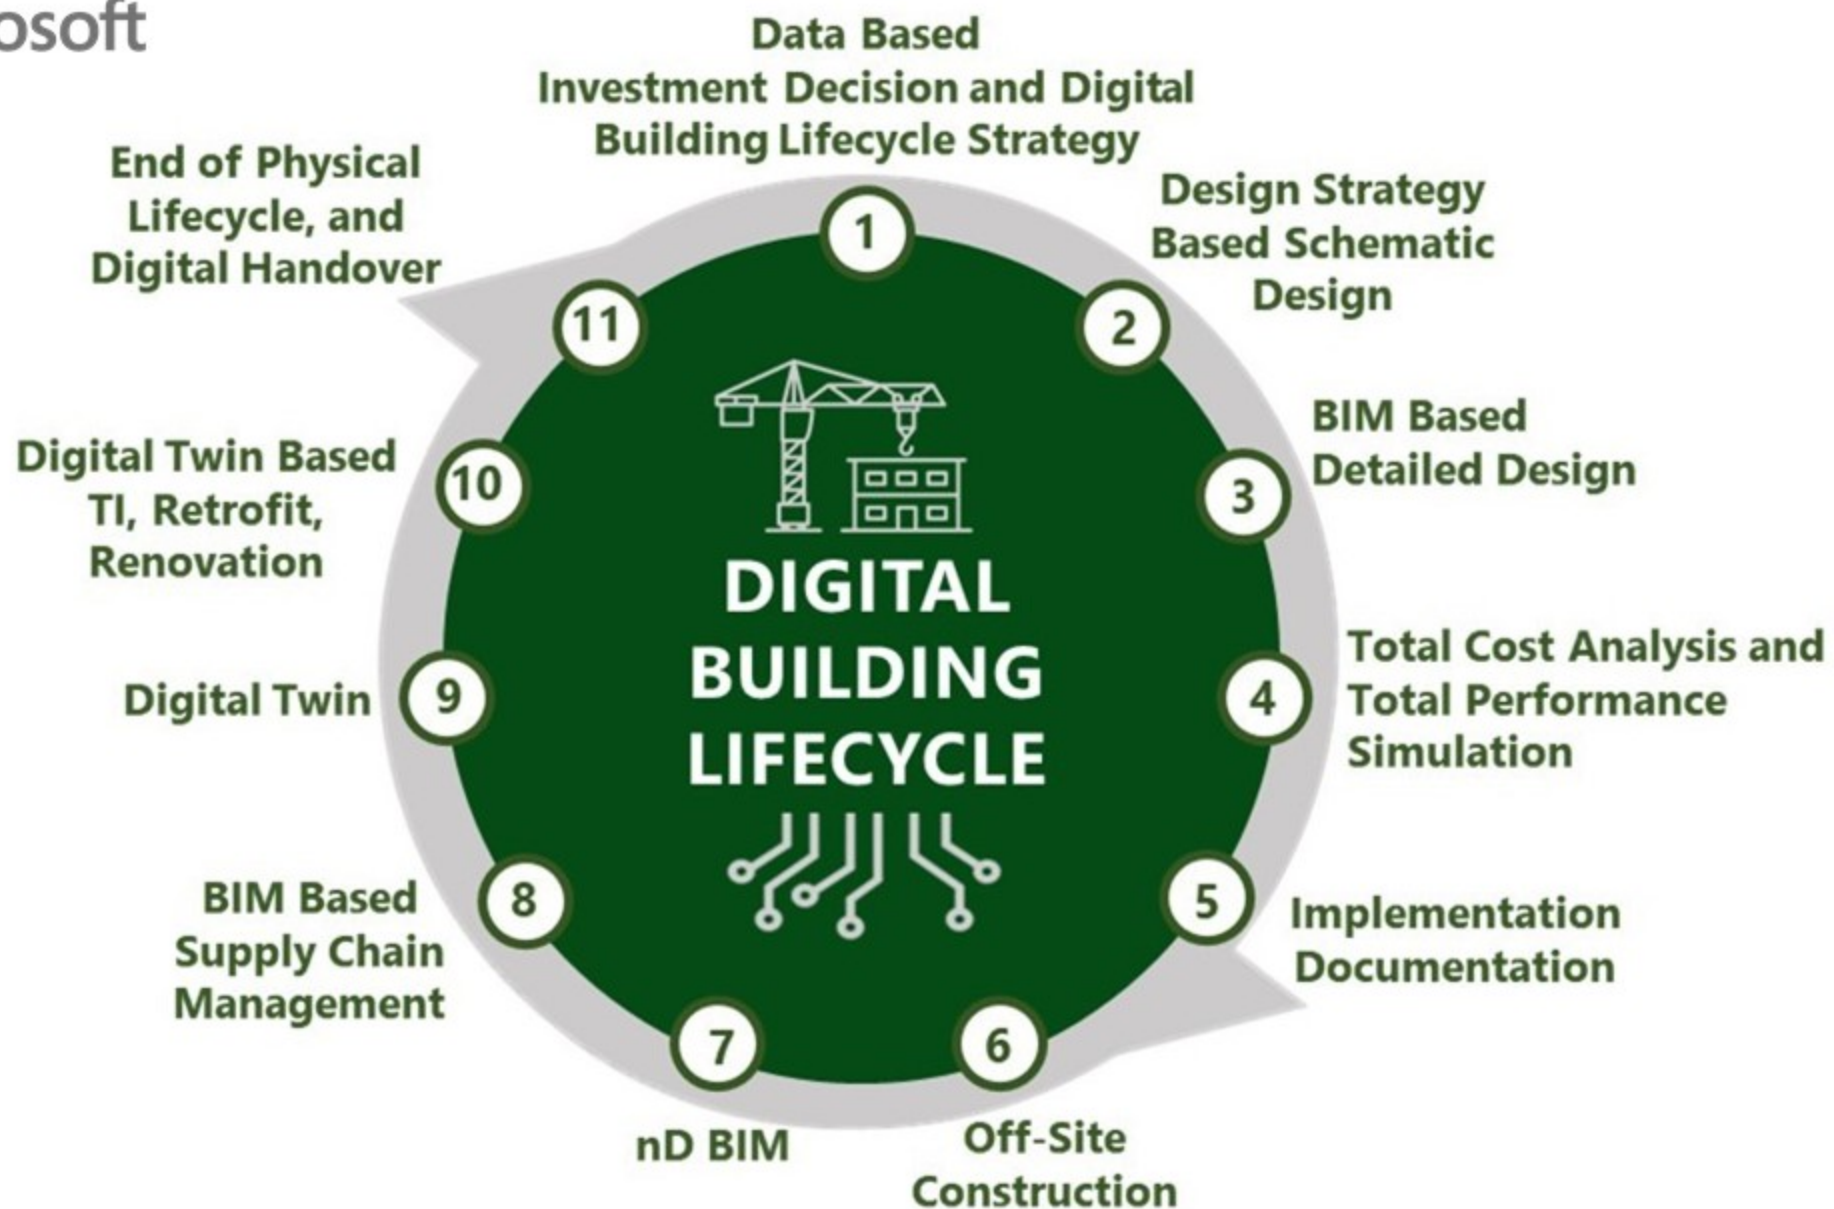 osoft
Data Based
Investment Decision and Digital
Building Lifecycle Strategy
1
Design Strategy
Based Schematic
Design
2
BIM Based
Detailed Design
3
Total Cost Analysis and
Total Performance
Simulation
4
Implementation
Documentation
5
Off-Site
Construction
6
nD BIM
7
BIM Based
Supply Chain
Management
8
Digital Twin
9
Digital Twin Based
TI, Retrofit,
Renovation
10
End of Physical
Lifecycle, and
Digital Handover
11
DIGITAL
BUILDING
LIFECYCLE